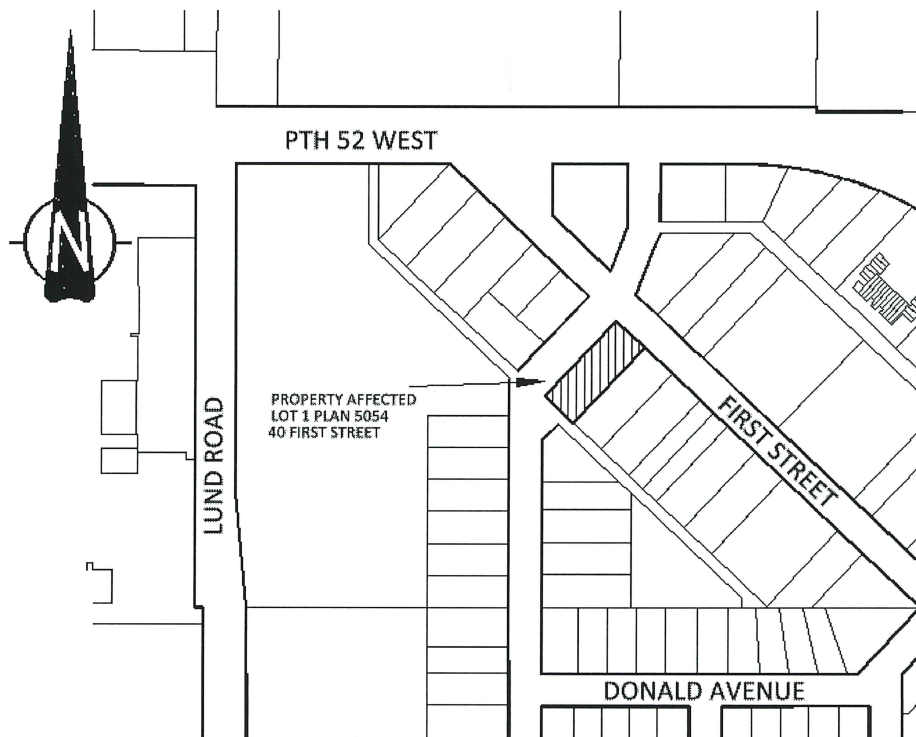 PTH 52 WEST
N
PROPERTY AFFECTED
LOT 1 PLAN 5054
40 FIRST STREET
LUND ROAD
FIRST STREET
DONALD AVENUE